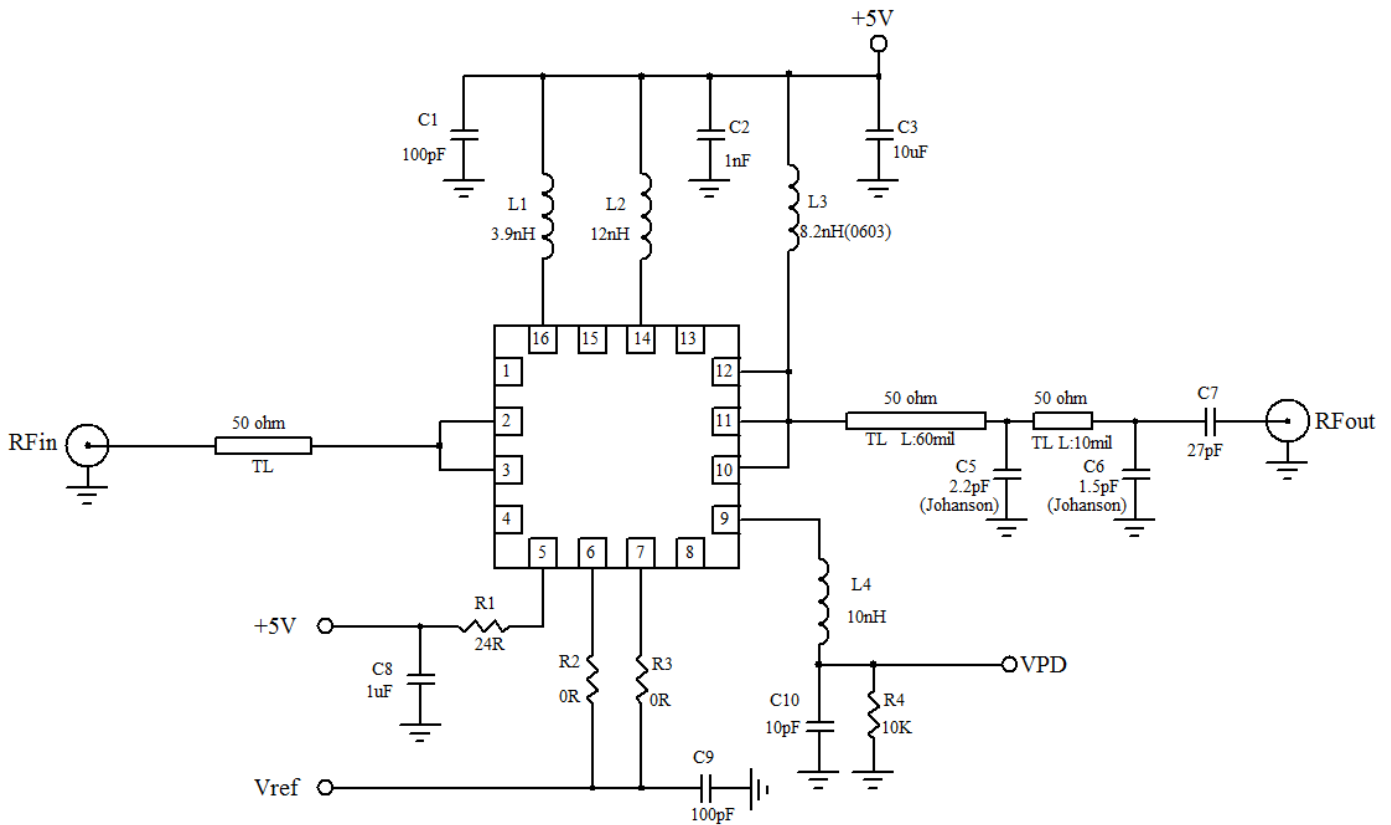 +5V
C1
100pF
C2
1nF
C3
10uF
L1
3.9nH
L2
12nH
L3
8.2nH(0603)
16
15
14
13
1
2
3
4
12
11
10
9
5
6
7
8
RFin
50 ohm
TL
50 ohm
TL L:60mil
50 ohm
TL L:10mil
C7
27pF
RFout
C5
2.2pF
(Johanson)
C6
1.5pF
(Johanson)
L4
10nH
+5V
R1
24R
C8
1uF
R2
0R
R3
0R
VPD
C10
10pF
R4
10K
Vref
C9
100pF